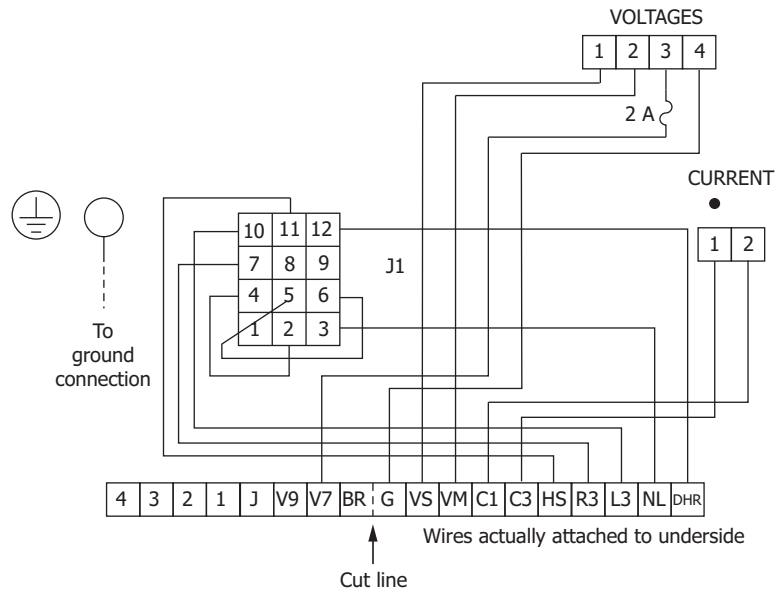 VOLTAGES
1 2 3 4
2 A
CURRENT
1 2
10 11 12
7 8 9
J1
4 5 6
1 2 3
To
ground
connection
4 3 2 1 J V9 V7 BR G VS VM C1 C3 HS R3 L3 NL DHR
Wires actually attached to underside
Cut line